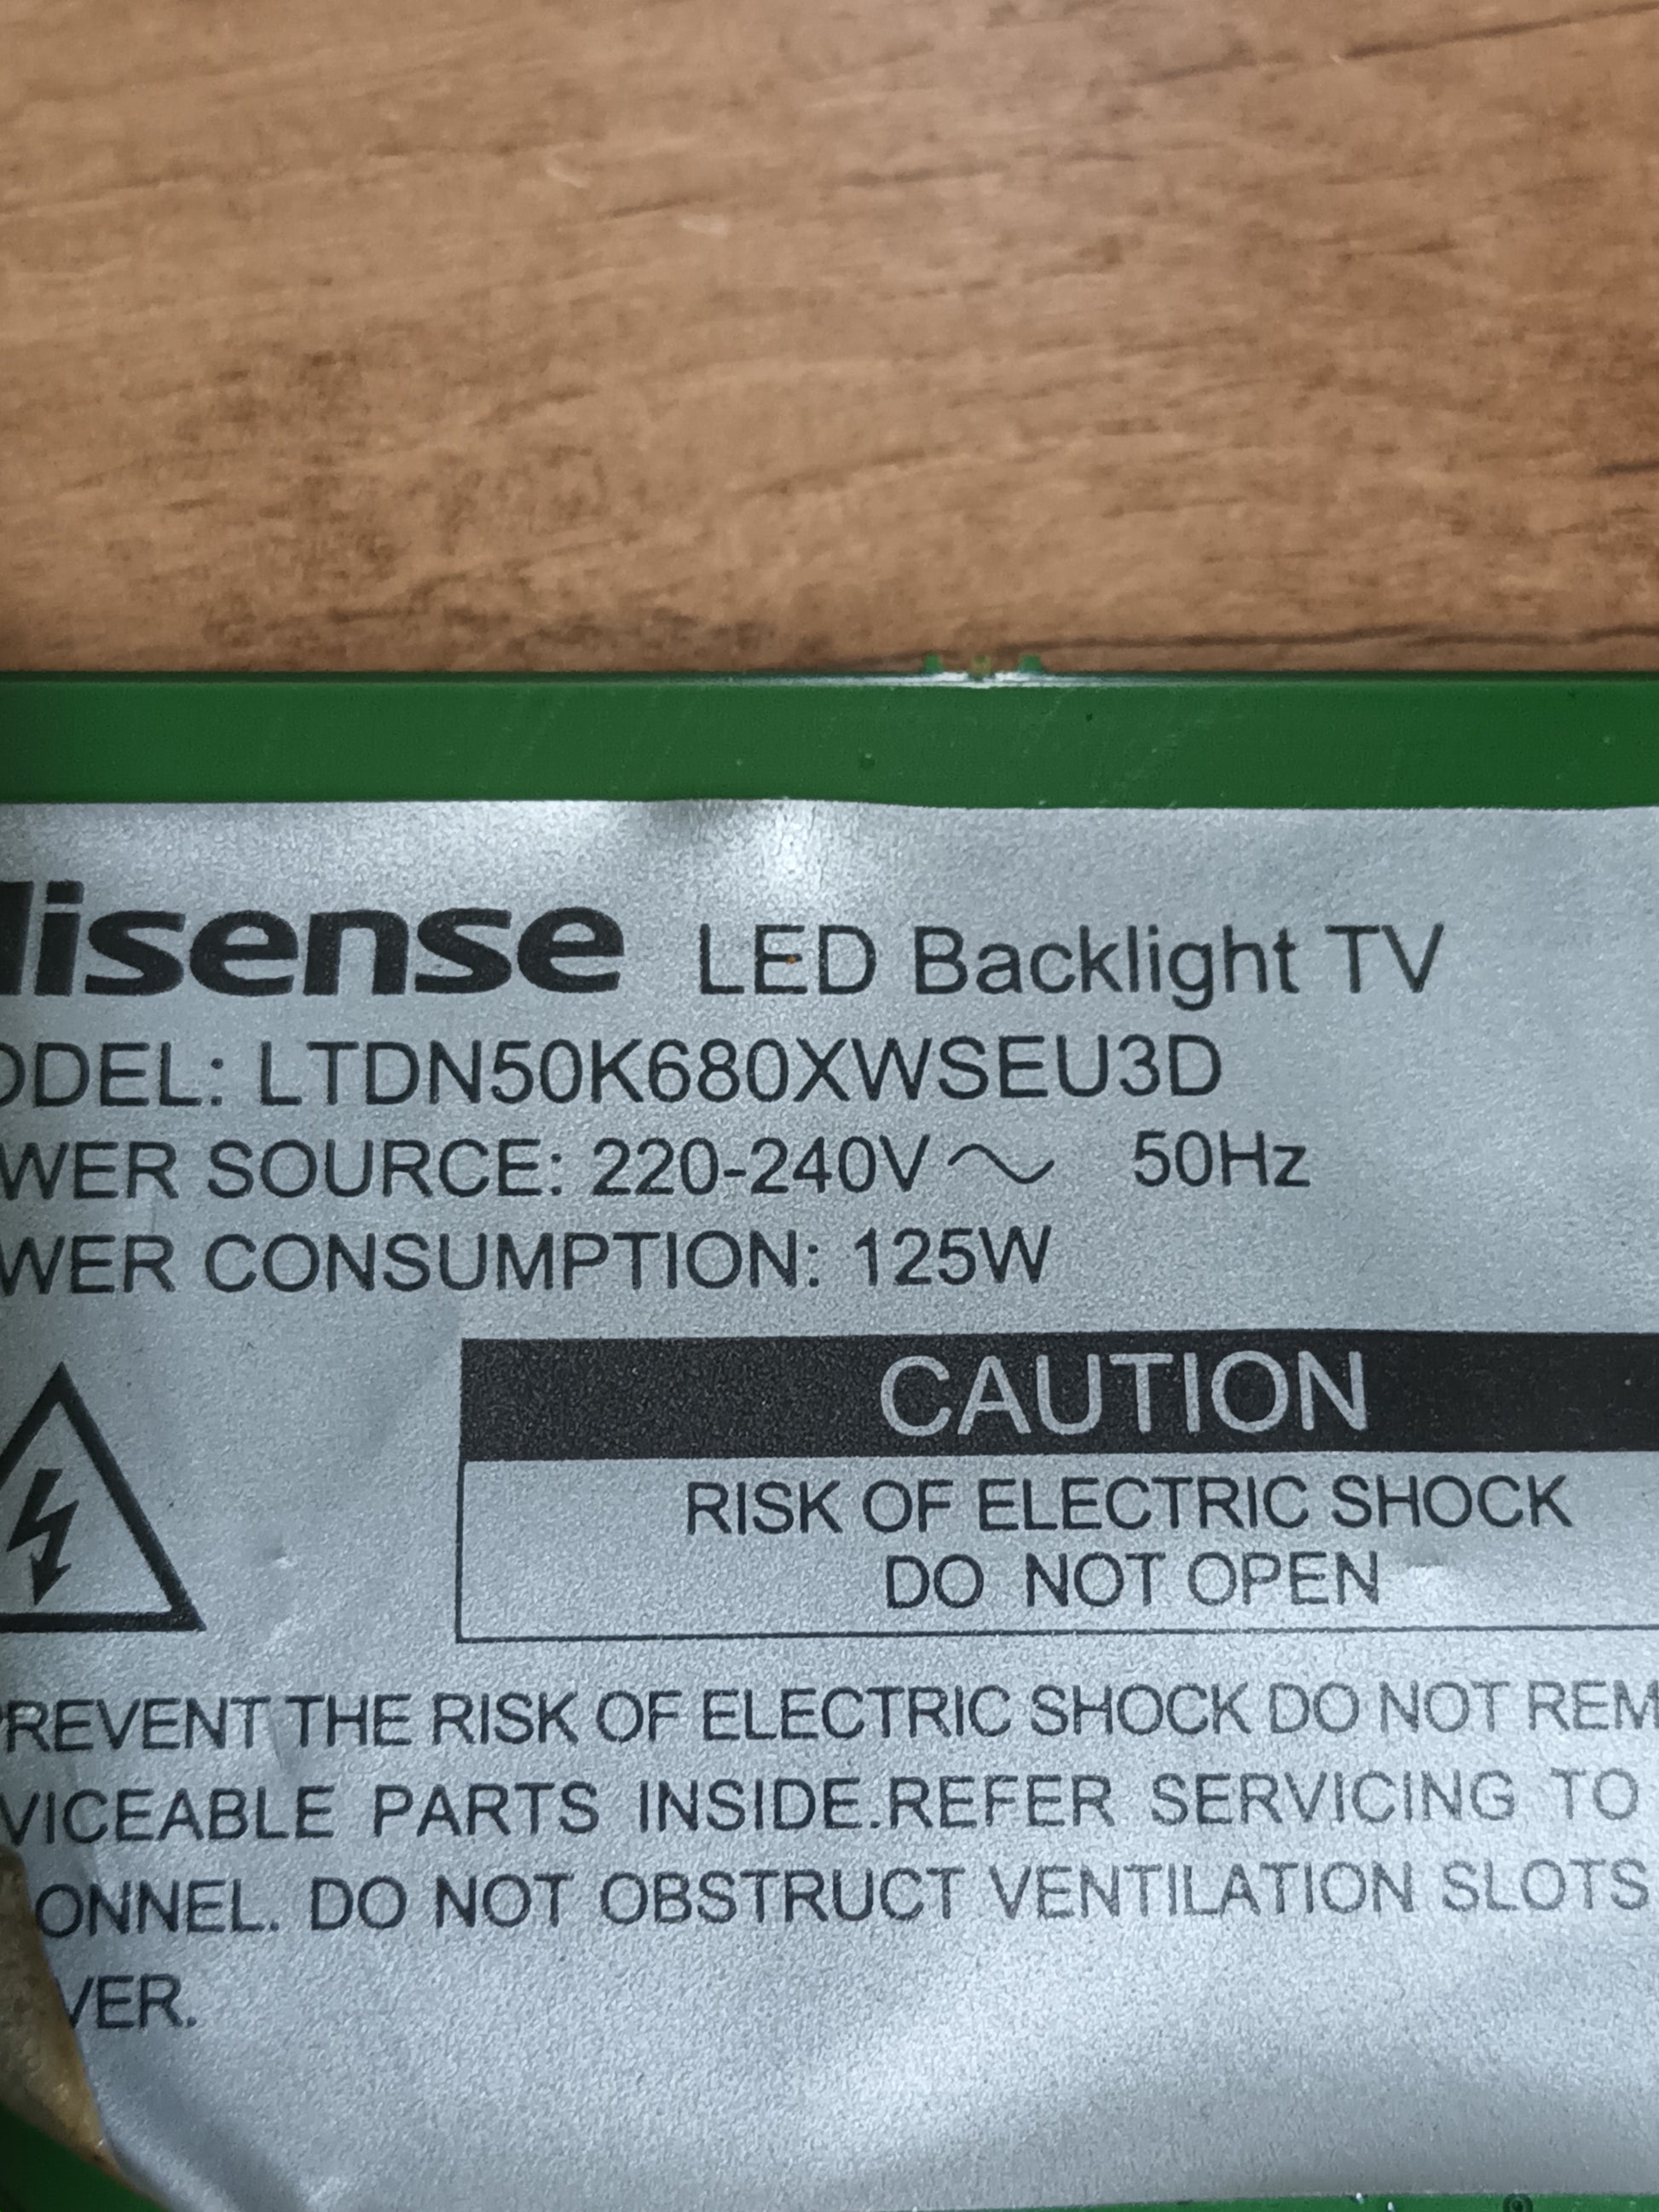 Hisense LED Backlight TV
ODEL: LTDN50K680XWSEU3D
WER SOURCE: 220-240V~ 50Hz
WER CONSUMPTION: 125W
CAUTION
RISK OF ELECTRIC SHOCK
DO NOT OPEN
PREVENT THE RISK OF ELECTRIC SHOCK DO NOT REM
VICEABLE PARTS INSIDE.REFER SERVICING TO
ONNEL. DO NOT OBSTRUCT VENTILATION SLOTS
VER.